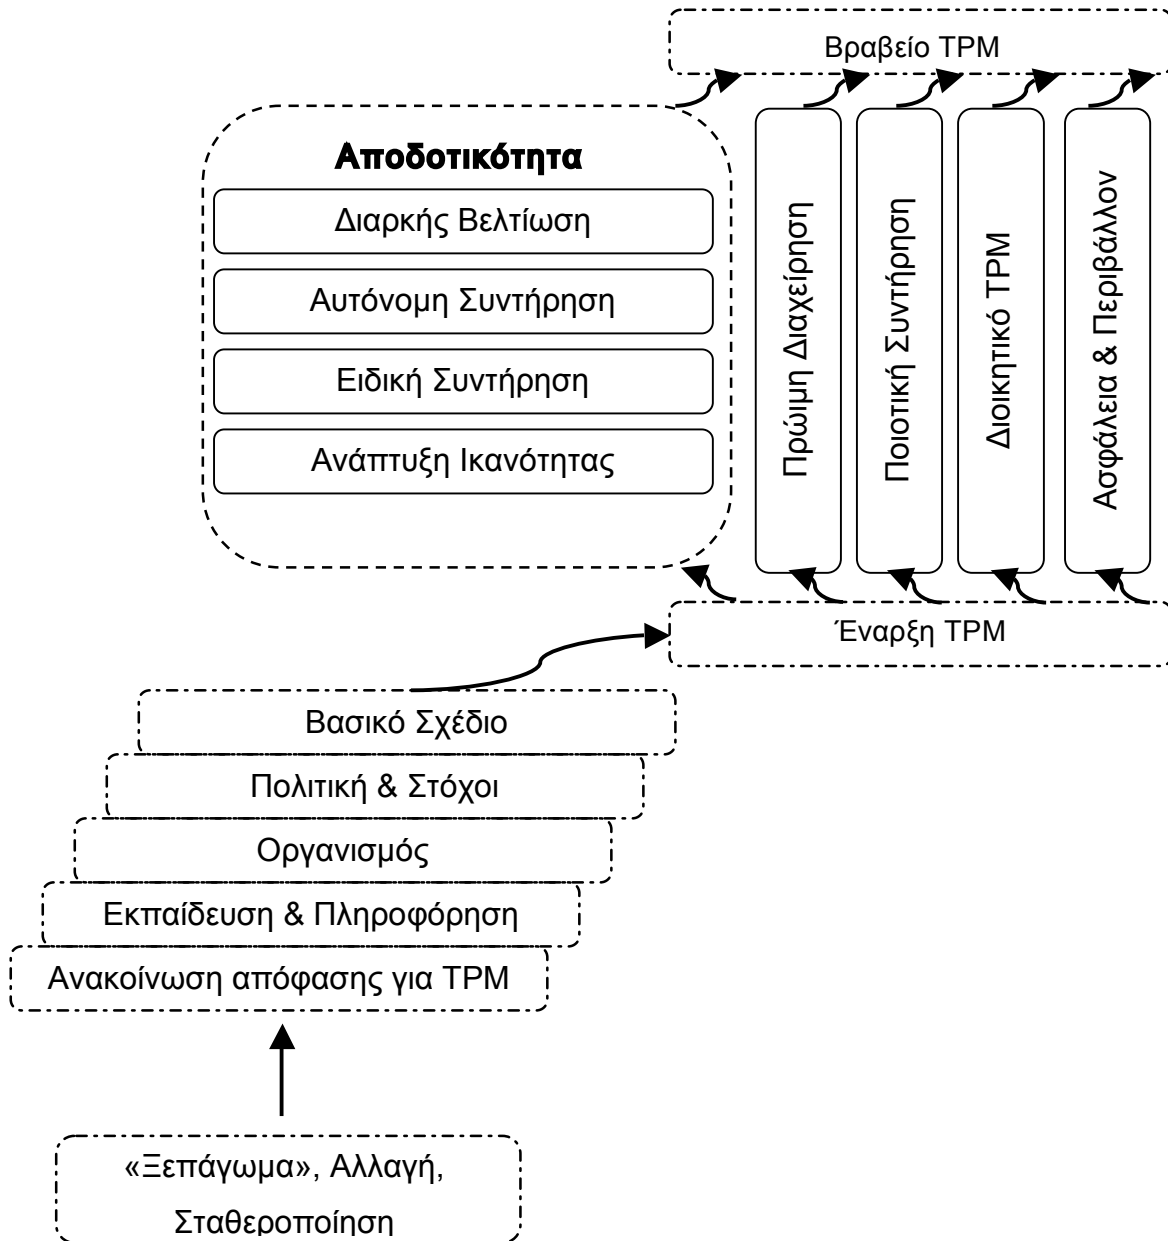 Βραβείο TPM
Αποδοτικότητα
Διαρκής Βελτίωση
Αυτόνομη Συντήρηση
Ειδική Συντήρηση
Ανάπτυξη Ικανότητας
Πρώιμη Διαχείρηση
Ποιοτική Συντήρηση
Διοικητικό TPM
Ασφάλεια & Περιβάλλον
Έναρξη TPM
Βασικό Σχέδιο
Πολιτική & Στόχοι
Οργανισμός
Εκπαίδευση & Πληροφόρηση
Ανακοίνωση απόφασης για TPM
«Ξεπάγωμα», Αλλαγή,
Σταθεροποίηση